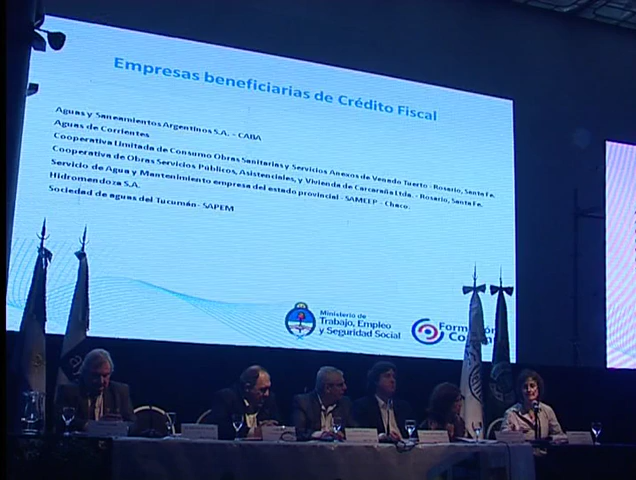 Empresas beneficiarias de Crédito Fiscal
Aguas y Saneamientos Argentinos S.A. - CABA
Aguas de Corrientes
Cooperativa Limitada de Consumo Obras Sanitarias y Servicios Anexos de Venado Tuerto - Rosario, Santa Fe.
Cooperativa de Obras Servicios Públicos, Asistenciales, y Vivienda de Carcaraña Ltda. - Rosario, Santa Fe.
Servicio de Agua y Mantenimiento empresa del estado provincial - SAMEEP - Chaco.
Hidromendoza S.A.
Sociedad de aguas del Tucumán - SAPEM
Ministerio de
Trabajo, Empleo
y Seguridad Social
Formación